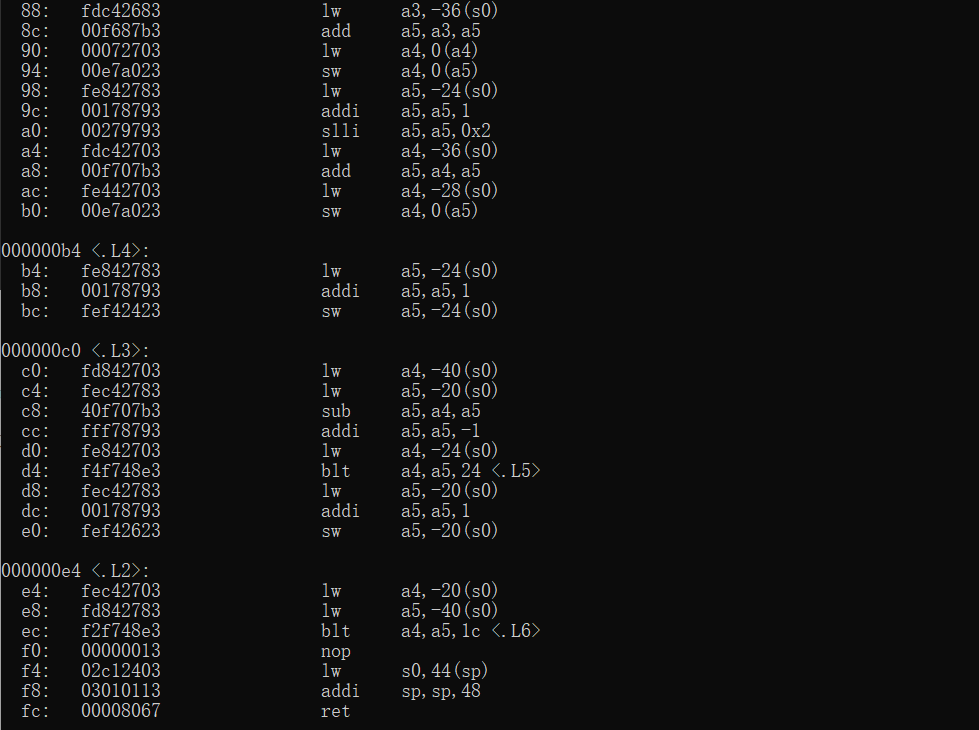 88: fdc42683 lw a3,-36(s0)
8c: 00f687b3 add a5,a3,a5
90: 00072703 lw a4,0(a4)
94: 00e7a023 sw a4,0(a5)
98: fe842783 lw a5,-24(s0)
9c: 00178793 addi a5,a5,1
a0: 00279793 slli a5,a5,0x2
a4: fdc42703 lw a4,-36(s0)
a8: 00f707b3 add a5,a4,a5
ac: fe442703 lw a4,-28(s0)
b0: 00e7a023 sw a4,0(a5)
000000b4 <.L4>:
b4: fe842783 lw a5,-24(s0)
b8: 00178793 addi a5,a5,1
bc: fef42423 sw a5,-24(s0)
000000c0 <.L3>:
c0: fd842703 lw a4,-40(s0)
c4: fec42783 lw a5,-20(s0)
c8: 40f707b3 sub a5,a4,a5
cc: fff78793 addi a5,a5,-1
d0: fe842703 lw a4,-24(s0)
d4: f4f748e3 blt a4,a5,24 <.L5>
d8: fec42783 lw a5,-20(s0)
dc: 00178793 addi a5,a5,1
e0: fef42623 sw a5,-20(s0)
000000e4 <.L2>:
e4: fec42703 lw a4,-20(s0)
e8: fd842783 lw a5,-40(s0)
ec: f2f748e3 blt a4,a5,1c <.L6>
f0: 00000013 nop
f4: 02c12403 lw s0,44(sp)
f8: 03010113 addi sp,sp,48
fc: 00008067 ret